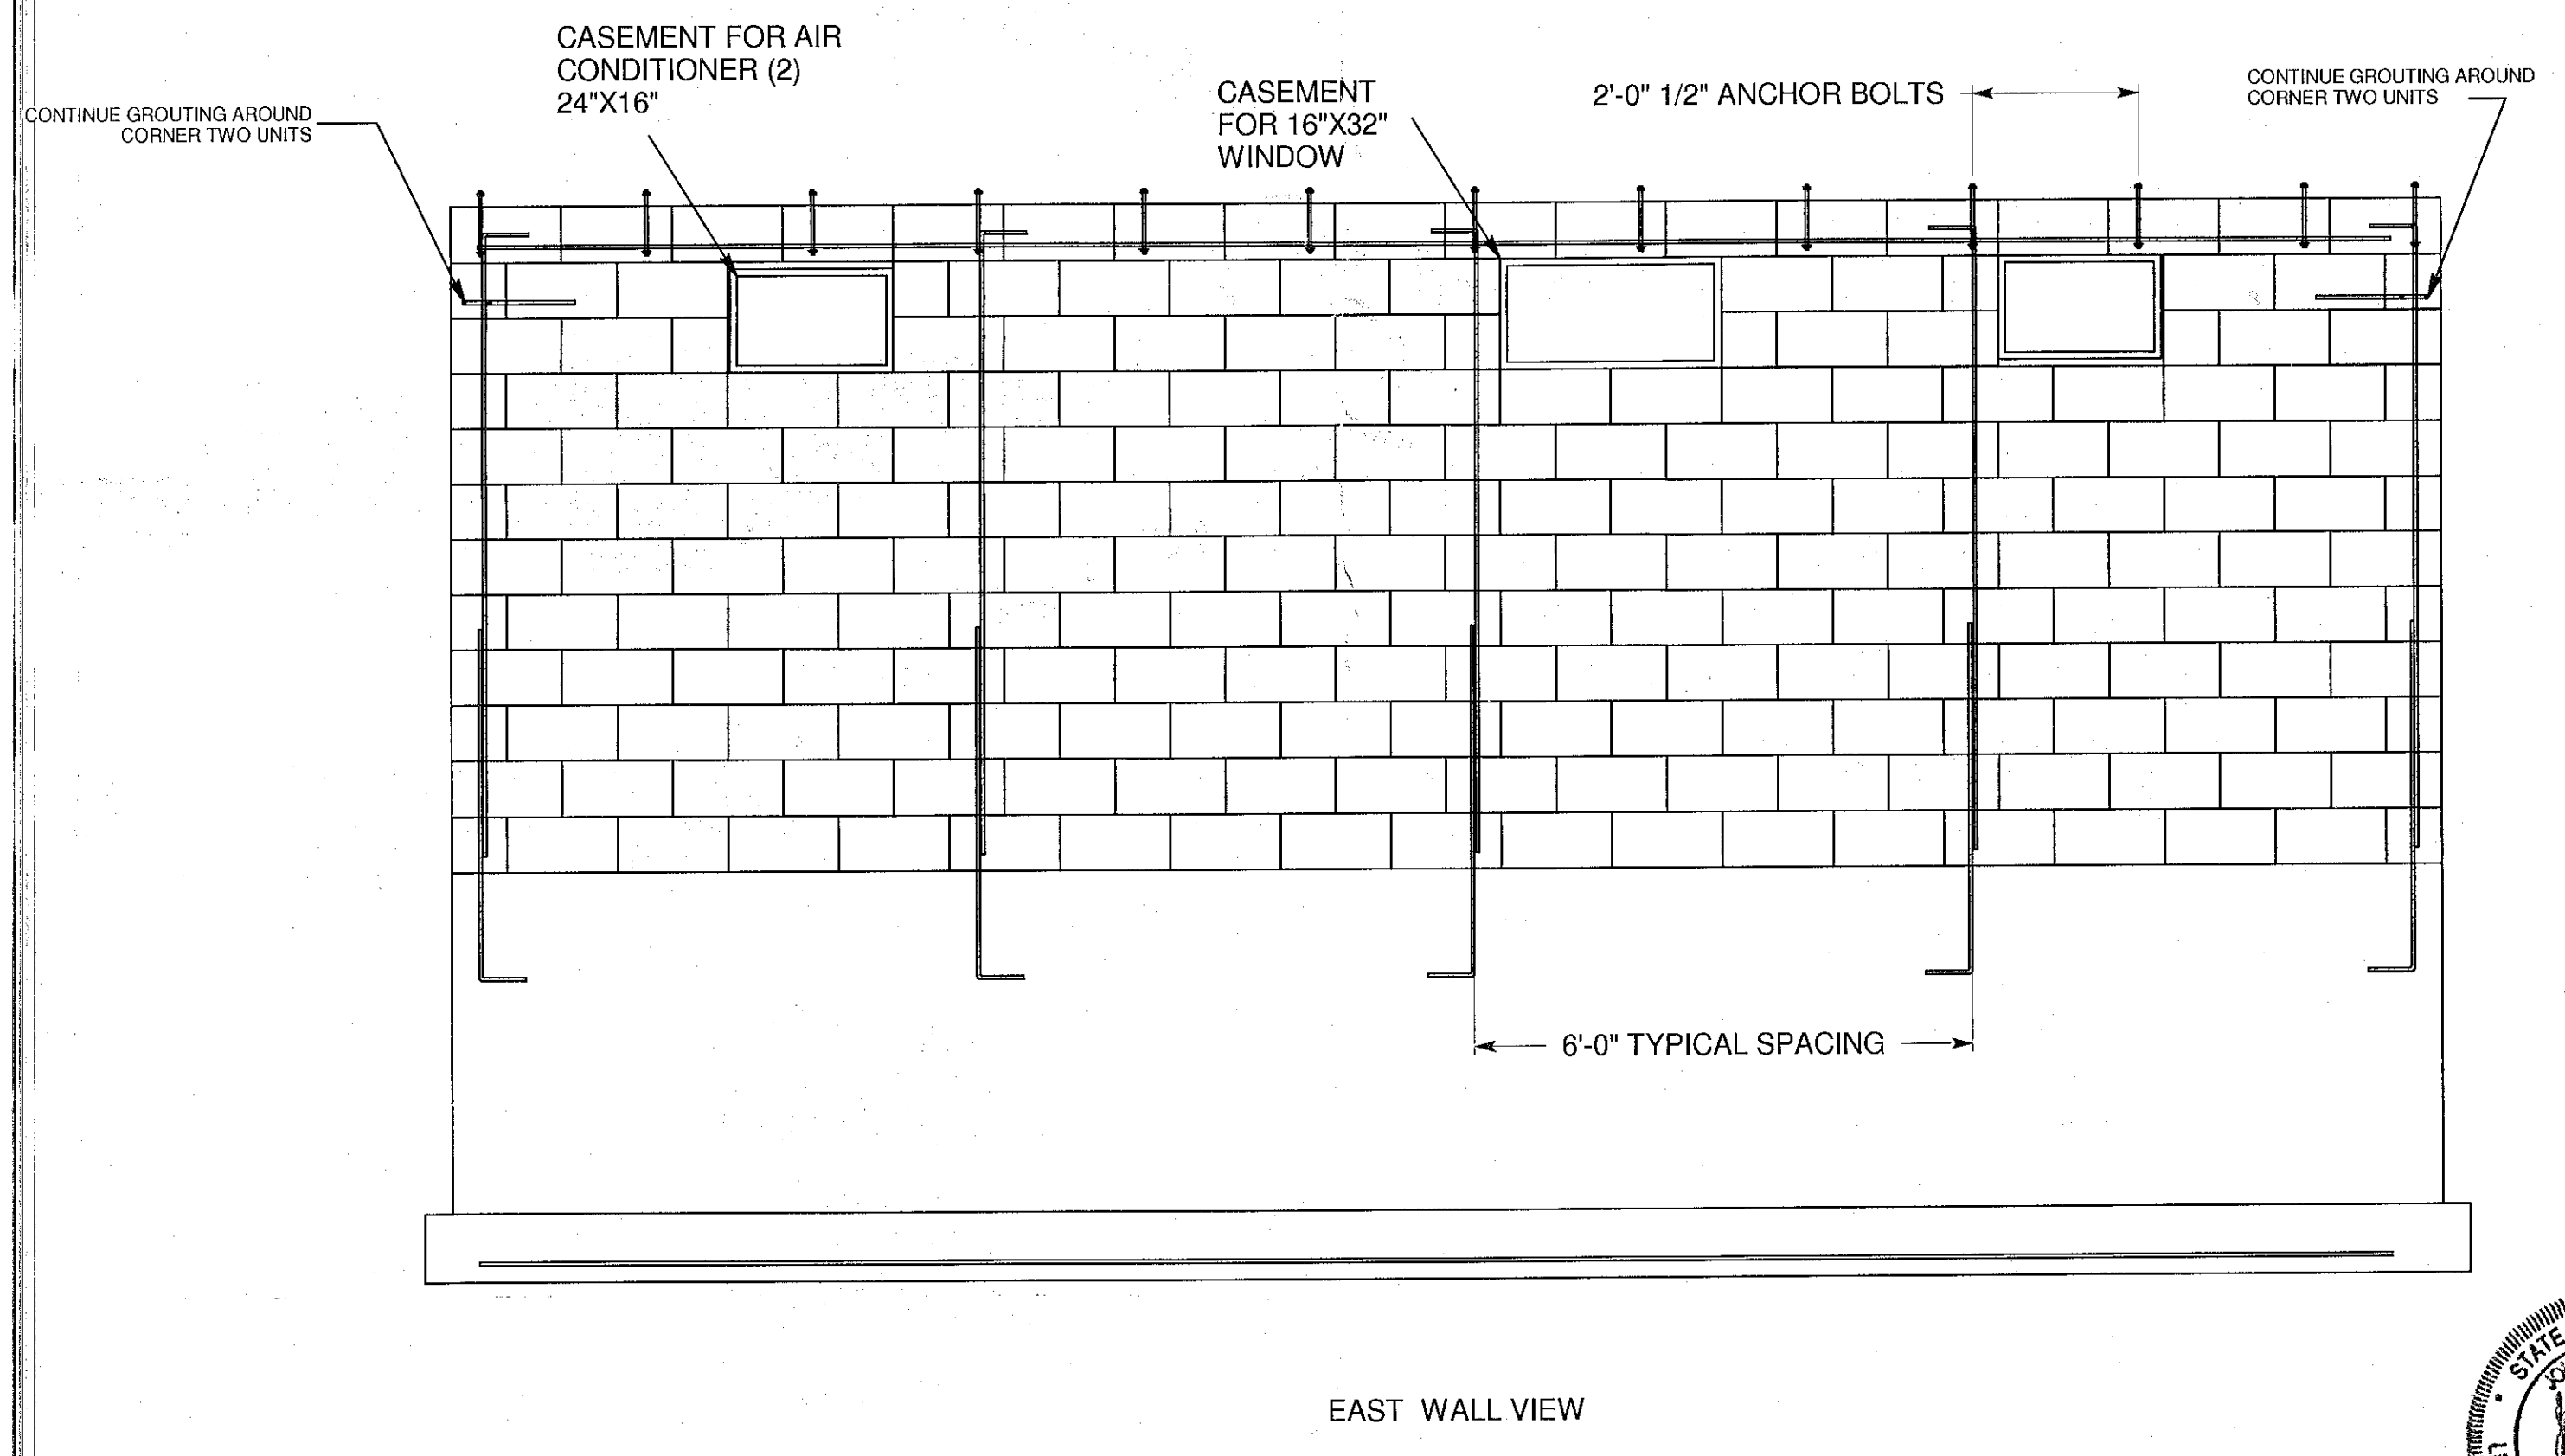 CASEMENT FOR AIR
CONDITIONER (2)
24"X16"
CONTINUE GROUTING AROUND
CORNER TWO UNITS
CASEMENT
FOR 16"X32"
WINDOW
2'-0" 1/2" ANCHOR BOLTS
CONTINUE GROUTING AROUND
CORNER TWO UNITS
6'-0" TYPICAL SPACING
EAST WALL VIEW
STATE